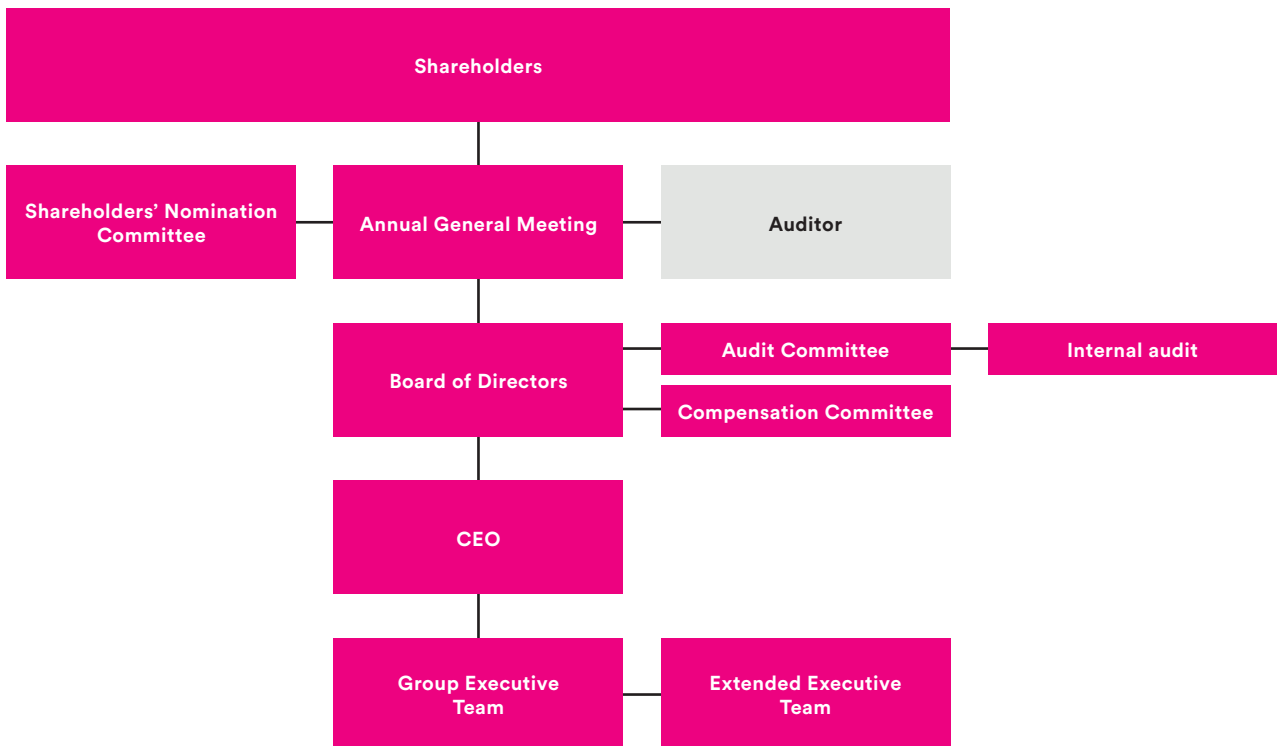 Shareholders
Shareholders’ Nomination
Committee
Annual General Meeting
Auditor
Board of Directors
Audit Committee
Internal audit
Compensation Committee
CEO
Group Executive
Team
Extended Executive
Team